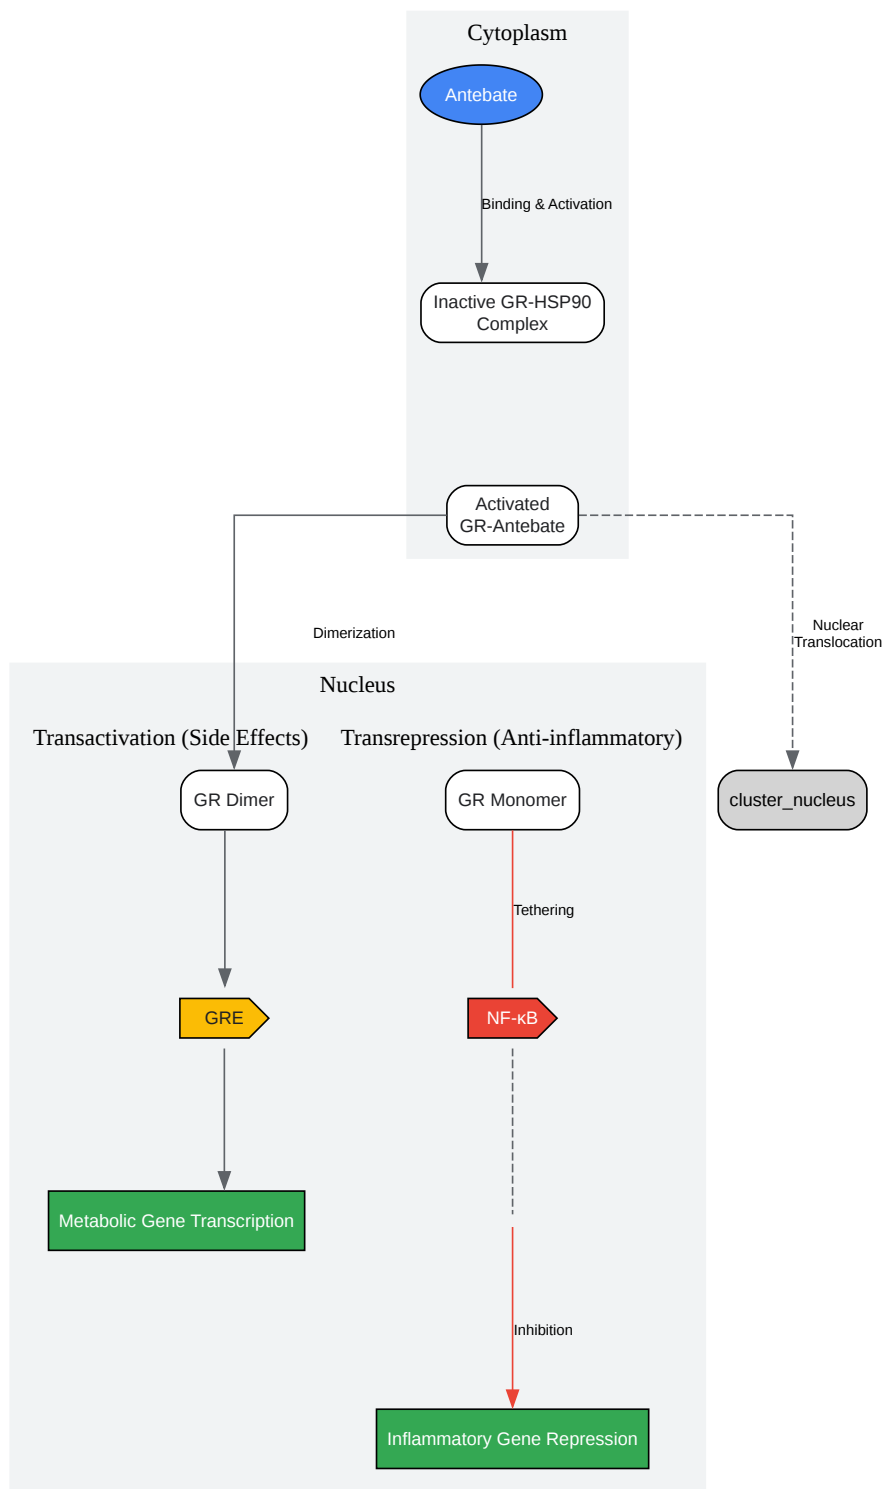 Cytoplasm
Antebate
Binding & Activation
Inactive GR-HSP90
Complex
Activated
GR-Antebate
Nuclear
Translocation
Dimerization
Nucleus
Transactivation (Side Effects)
Transrepression (Anti-inflammatory)
GR Dimer
GR Monomer
cluster_nucleus
Tethering
GRE
NF-κB
Metabolic Gene Transcription
Inhibition
Inflammatory Gene Repression